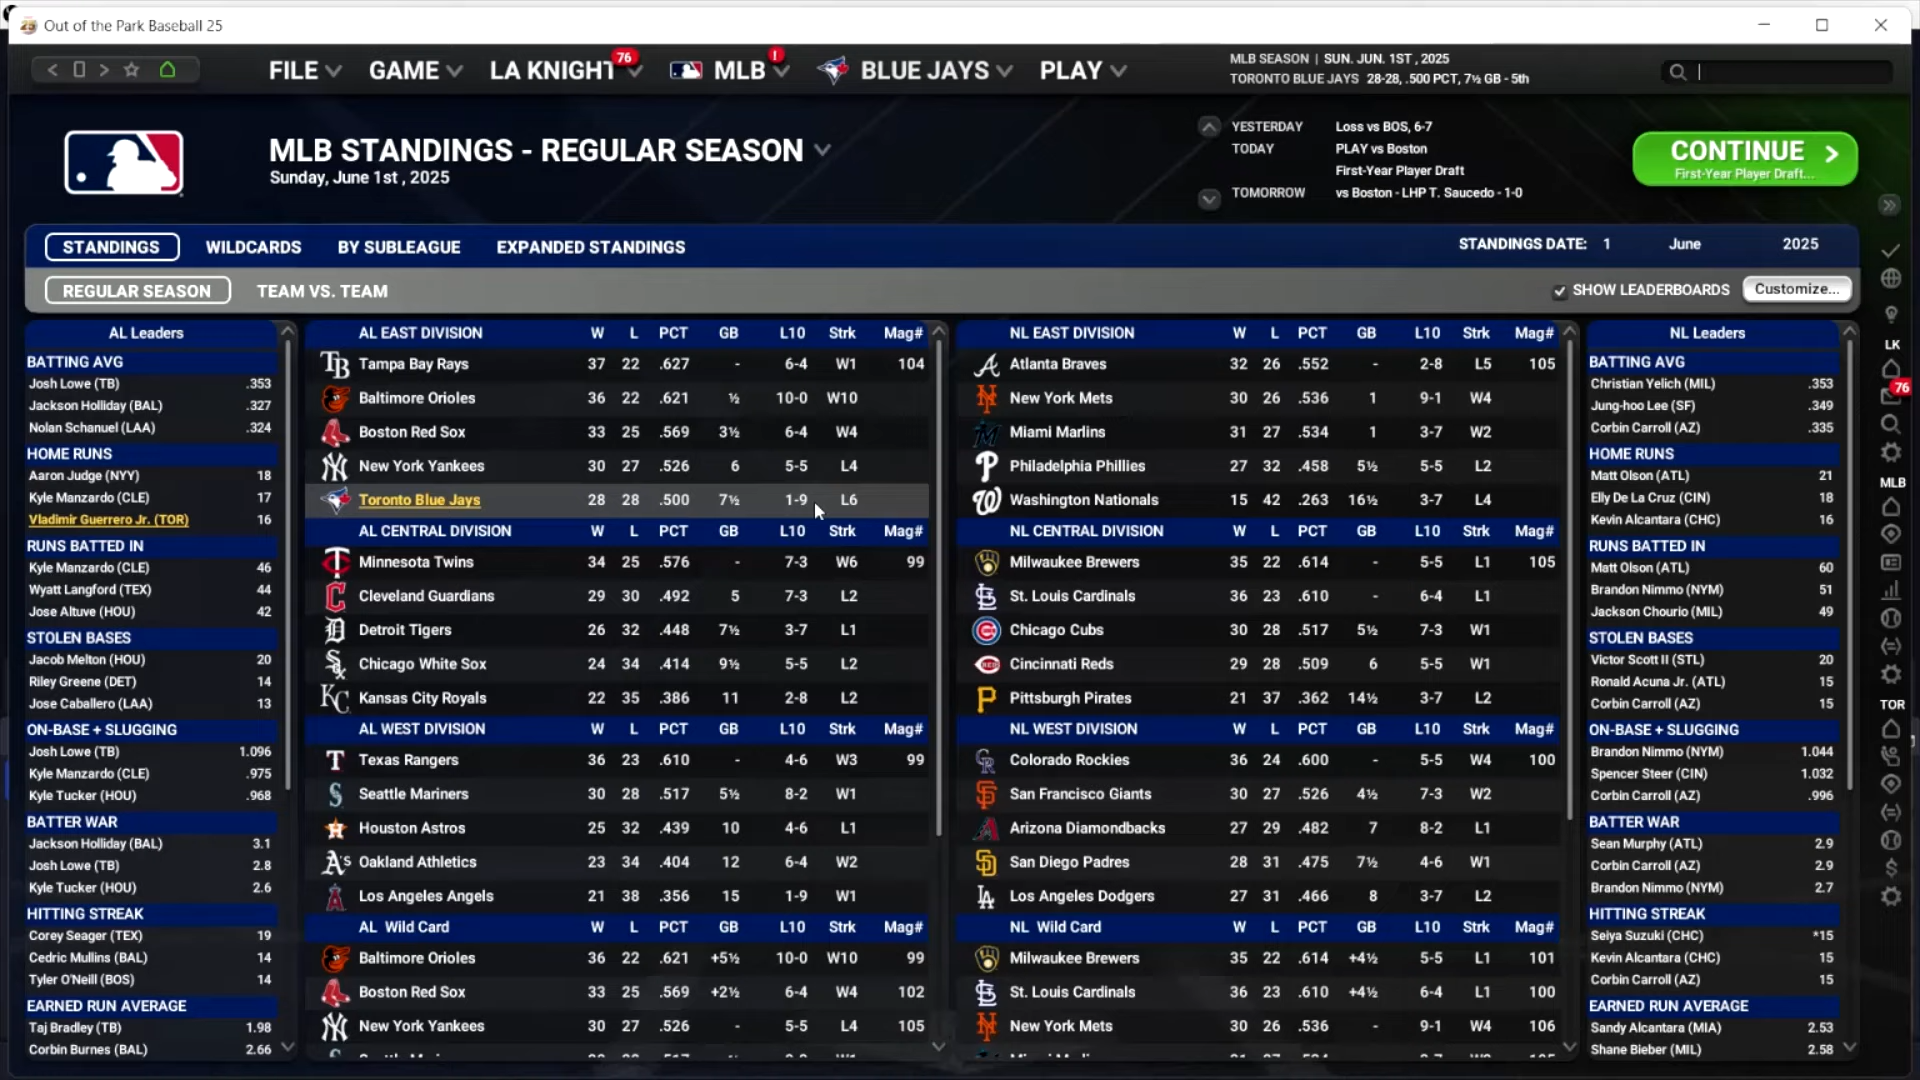 Out of the Park Baseball 25
FILE GAME LA KNIGHT 76 MLB ! BLUE JAYS PLAY
MLB SEASON | SUN. JUN. 1ST , 2025
TORONTO BLUE JAYS 28-28, .500 PCT, 7½ GB - 5th
MLB STANDINGS - REGULAR SEASON
Sunday, June 1st , 2025
YESTERDAY Loss vs BOS, 6-7
TODAY PLAY vs Boston
First-Year Player Draft
TOMORROW vs Boston - LHP T. Saucedo - 1-0
CONTINUE
First-Year Player Draft...
STANDINGS WILDCARDS BY SUBLEAGUE EXPANDED STANDINGS
STANDINGS DATE: 1 June 2025
REGULAR SEASON TEAM VS. TEAM
SHOW LEADERBOARDS Customize...
AL Leaders
BATTING AVG
Josh Lowe (TB) .353
Jackson Holliday (BAL) .327
Nolan Schanuel (LAA) .324
HOME RUNS
Aaron Judge (NYY) 18
Kyle Manzardo (CLE) 17
Vladimir Guerrero Jr. (TOR) 16
RUNS BATTED IN
Kyle Manzardo (CLE) 46
Wyatt Langford (TEX) 44
Jose Altuve (HOU) 42
STOLEN BASES
Jacob Melton (HOU) 20
Riley Greene (DET) 14
Jose Caballero (LAA) 13
ON-BASE + SLUGGING
Josh Lowe (TB) 1.096
Kyle Manzardo (CLE) .975
Kyle Tucker (HOU) .968
BATTER WAR
Jackson Holliday (BAL) 3.1
Josh Lowe (TB) 2.8
Kyle Tucker (HOU) 2.6
HITTING STREAK
Corey Seager (TEX) 19
Cedric Mullins (BAL) 14
Tyler O'Neill (BOS) 14
EARNED RUN AVERAGE
Taj Bradley (TB) 1.98
Corbin Burnes (BAL) 2.66
AL EAST DIVISION W L PCT GB L10 Strk Mag#
Tampa Bay Rays 37 22 .627 - 6-4 W1 104
Baltimore Orioles 36 22 .621 ½ 10-0 W10
Boston Red Sox 33 25 .569 3½ 6-4 W4
New York Yankees 30 27 .526 6 5-5 L4
Toronto Blue Jays 28 28 .500 7½ 1-9 L6
AL CENTRAL DIVISION W L PCT GB L10 Strk Mag#
Minnesota Twins 34 25 .576 - 7-3 W6 99
Cleveland Guardians 29 30 .492 5 7-3 L2
Detroit Tigers 26 32 .448 7½ 3-7 L1
Chicago White Sox 24 34 .414 9½ 5-5 L2
Kansas City Royals 22 35 .386 11 2-8 L2
AL WEST DIVISION W L PCT GB L10 Strk Mag#
Texas Rangers 36 23 .610 - 4-6 W3 99
Seattle Mariners 30 28 .517 5½ 8-2 W1
Houston Astros 25 32 .439 10 4-6 L1
Oakland Athletics 23 34 .404 12 6-4 W2
Los Angeles Angels 21 38 .356 15 1-9 W1
AL Wild Card W L PCT GB L10 Strk Mag#
Baltimore Orioles 36 22 .621 +5½ 10-0 W10 99
Boston Red Sox 33 25 .569 +2½ 6-4 W4 102
New York Yankees 30 27 .526 - 5-5 L4 105
NL EAST DIVISION W L PCT GB L10 Strk Mag#
Atlanta Braves 32 26 .552 - 2-8 L5 105
New York Mets 30 26 .536 1 9-1 W4
Miami Marlins 31 27 .534 1 3-7 W2
Philadelphia Phillies 27 32 .458 5½ 5-5 L2
Washington Nationals 15 42 .263 16½ 3-7 L4
NL CENTRAL DIVISION W L PCT GB L10 Strk Mag#
Milwaukee Brewers 35 22 .614 - 5-5 L1 105
St. Louis Cardinals 36 23 .610 - 6-4 L1
Chicago Cubs 30 28 .517 5½ 7-3 W1
Cincinnati Reds 29 28 .509 6 5-5 W1
Pittsburgh Pirates 21 37 .362 14½ 3-7 L2
NL WEST DIVISION W L PCT GB L10 Strk Mag#
Colorado Rockies 36 24 .600 - 5-5 W4 100
San Francisco Giants 30 27 .526 4½ 7-3 W2
Arizona Diamondbacks 27 29 .482 7 8-2 L1
San Diego Padres 28 31 .475 7½ 4-6 W1
Los Angeles Dodgers 27 31 .466 8 3-7 L2
NL Wild Card W L PCT GB L10 Strk Mag#
Milwaukee Brewers 35 22 .614 +4½ 5-5 L1 101
St. Louis Cardinals 36 23 .610 +4½ 6-4 L1 100
New York Mets 30 26 .536 - 9-1 W4 106
NL Leaders
BATTING AVG
Christian Yelich (MIL) .353
Jung-hoo Lee (SF) .349
Corbin Carroll (AZ) .335
HOME RUNS
Matt Olson (ATL) 21
Elly De La Cruz (CIN) 18
Kevin Alcantara (CHC) 16
RUNS BATTED IN
Matt Olson (ATL) 60
Brandon Nimmo (NYM) 51
Jackson Chourio (MIL) 49
STOLEN BASES
Victor Scott II (STL) 20
Ronald Acuna Jr. (ATL) 15
Corbin Carroll (AZ) 15
ON-BASE + SLUGGING
Brandon Nimmo (NYM) 1.044
Spencer Steer (CIN) 1.032
Corbin Carroll (AZ) .996
BATTER WAR
Sean Murphy (ATL) 2.9
Corbin Carroll (AZ) 2.9
Brandon Nimmo (NYM) 2.7
HITTING STREAK
Seiya Suzuki (CHC) *15
Kevin Alcantara (CHC) 15
Corbin Carroll (AZ) 15
EARNED RUN AVERAGE
Sandy Alcantara (MIA) 2.53
Shane Bieber (MIL) 2.58
LK
76
MLB
TOR